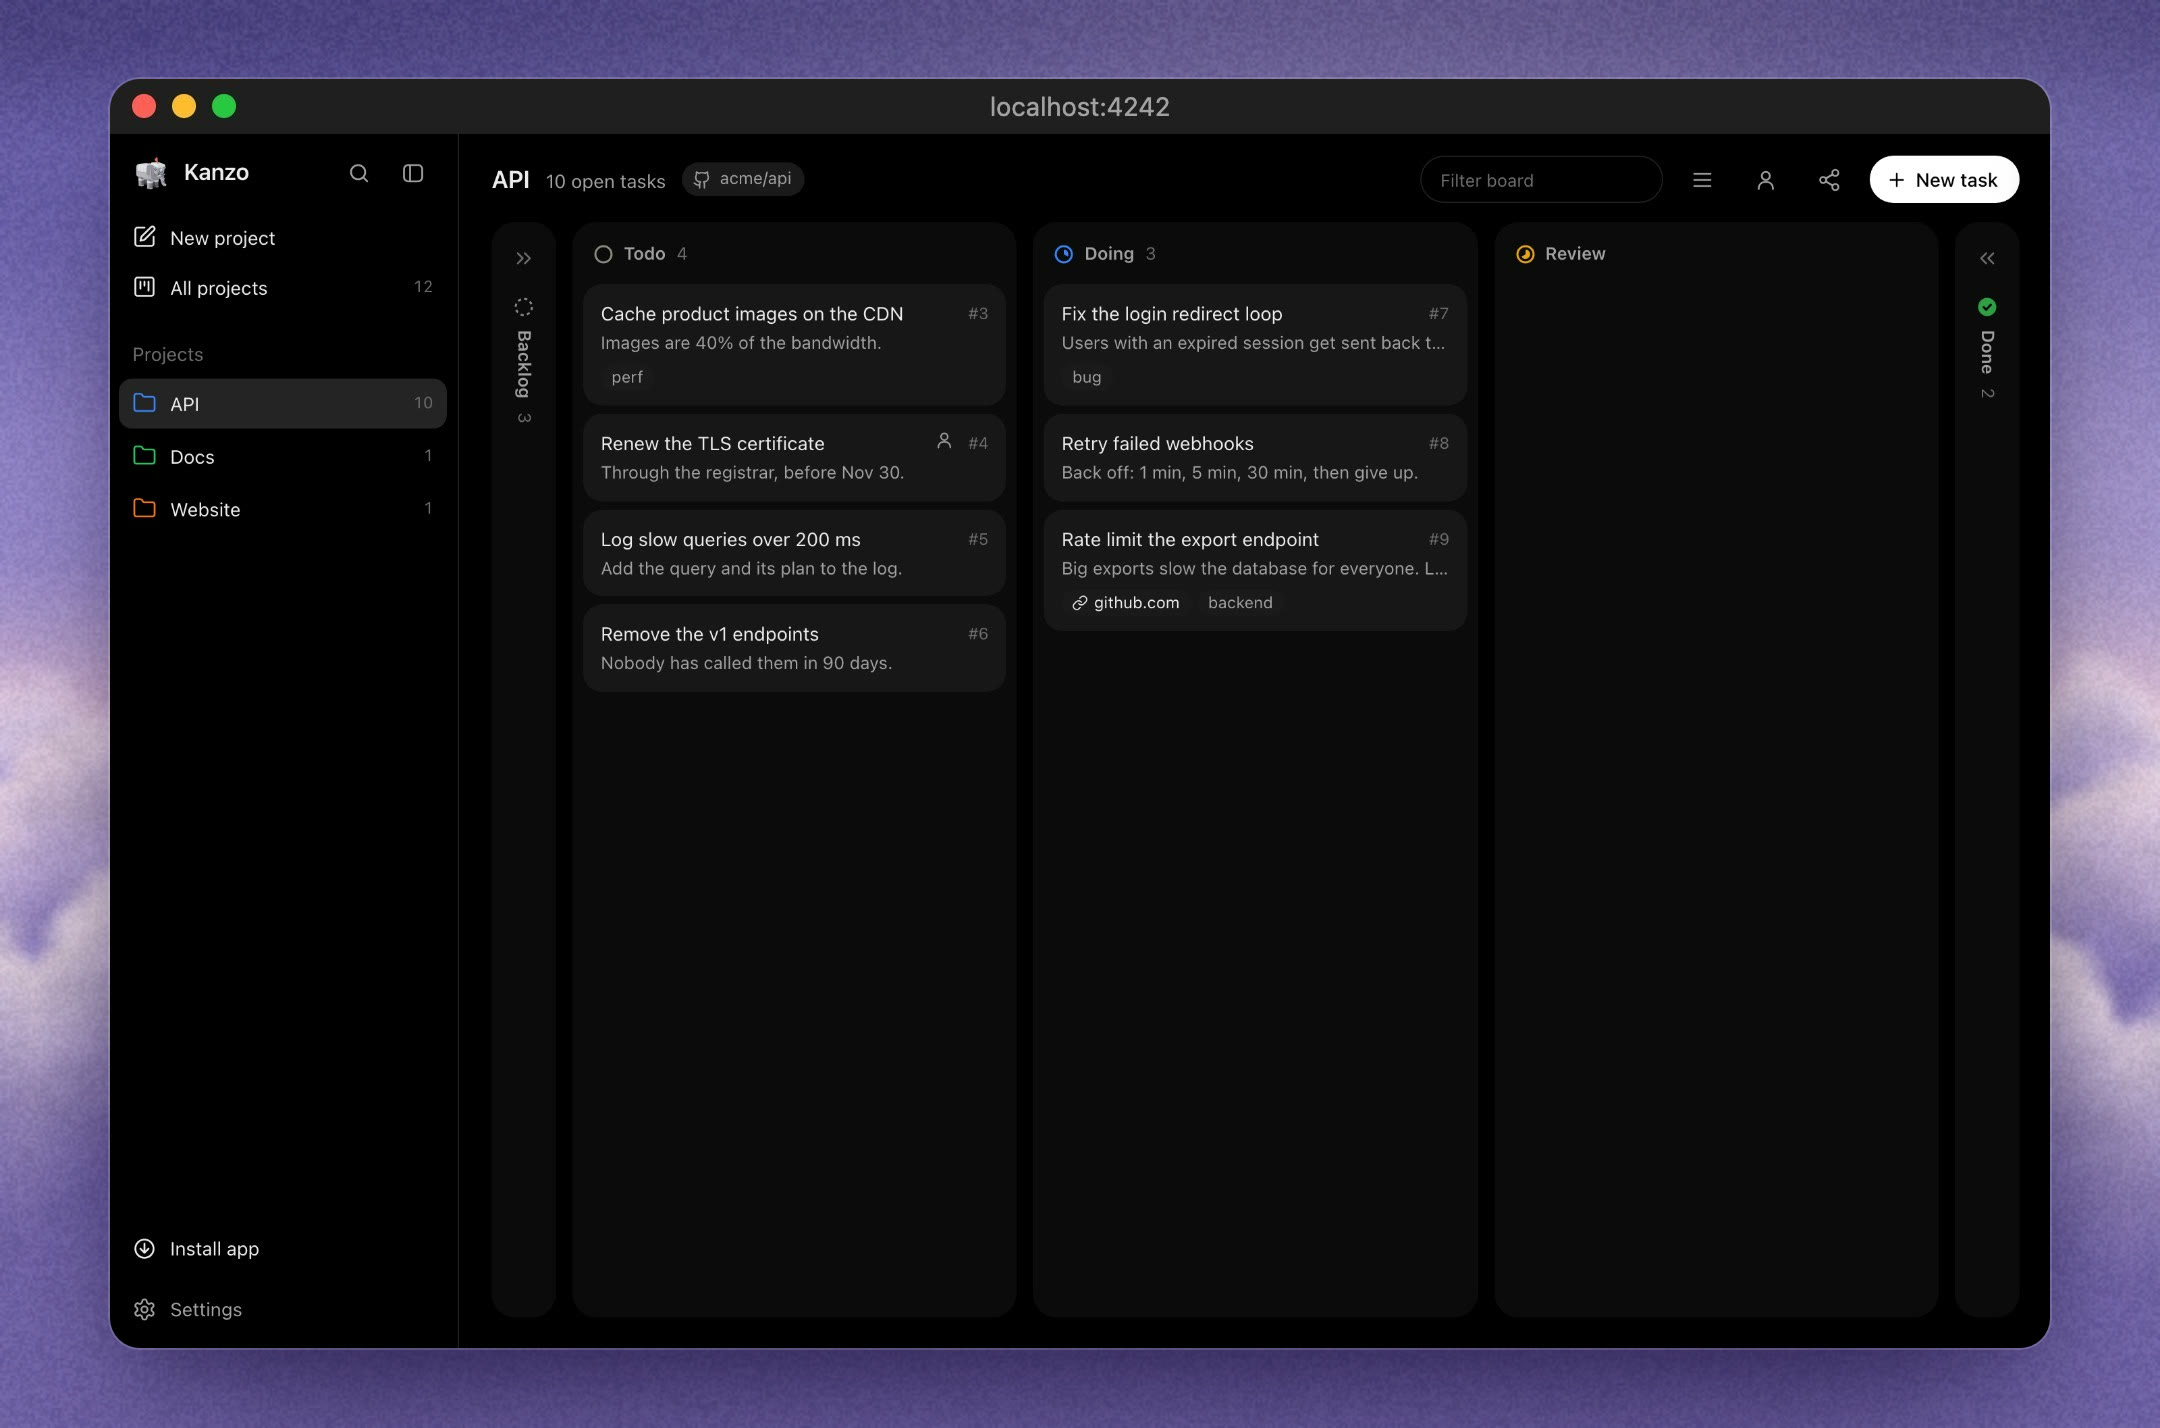 localhost:4242
Kanzo
New project
All projects 12
Projects
API 10
Docs 1
Website 1
Install app
Settings
API 10 open tasks acme/api
Filter board
New task
Backlog 3
Todo 4
Cache product images on the CDN #3
Images are 40% of the bandwidth.
perf
Renew the TLS certificate #4
Through the registrar, before Nov 30.
Log slow queries over 200 ms #5
Add the query and its plan to the log.
Remove the v1 endpoints #6
Nobody has called them in 90 days.
Doing 3
Fix the login redirect loop #7
Users with an expired session get sent back t...
bug
Retry failed webhooks #8
Back off: 1 min, 5 min, 30 min, then give up.
Rate limit the export endpoint #9
Big exports slow the database for everyone. L...
github.com backend
Review
Done 2